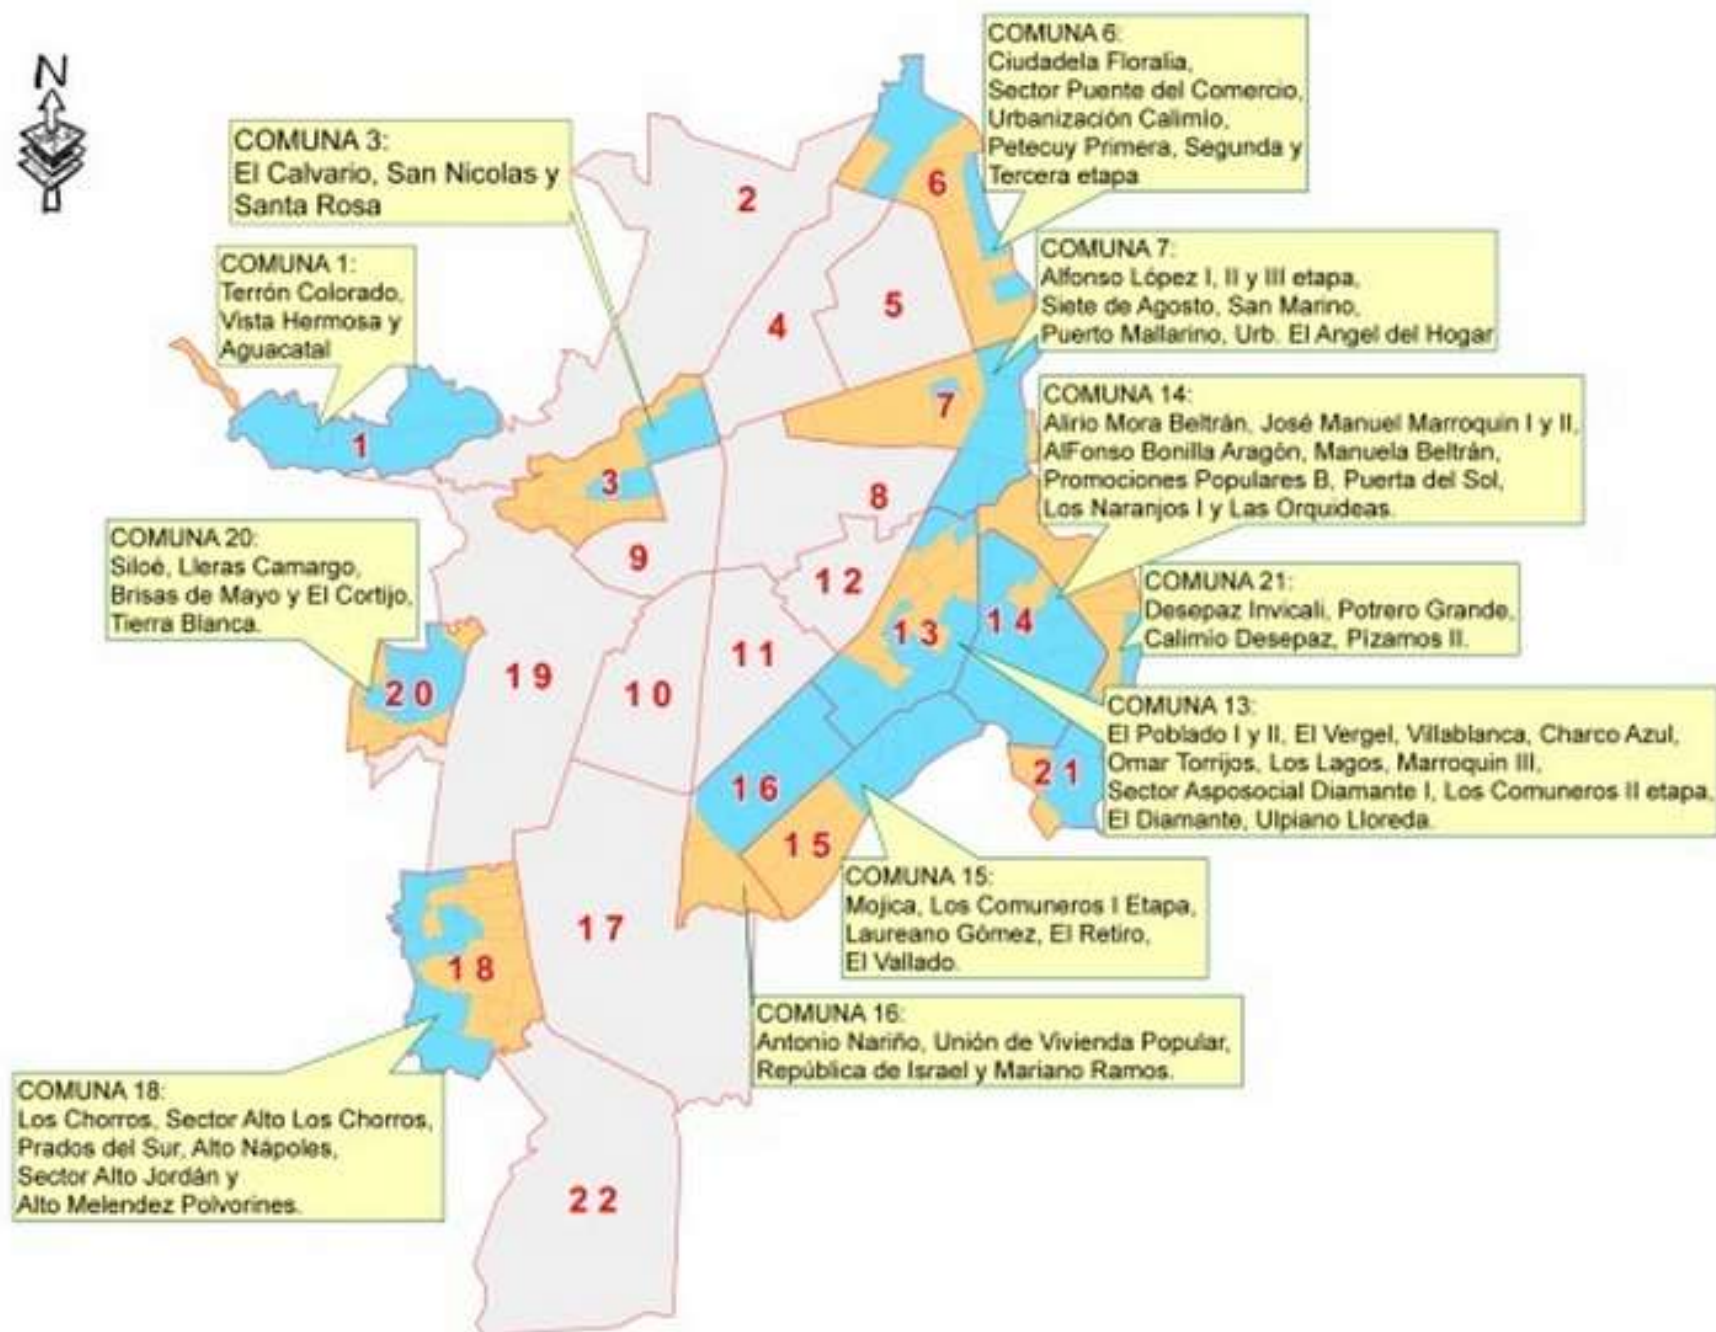 N
COMUNA 6:
Ciudadela Floralia,
Sector Puente del Comercio,
Urbanización Calimío,
Petecuy Primera, Segunda y
Tercera etapa
COMUNA 3:
El Calvario, San Nicolas y
Santa Rosa
2
6
COMUNA 7:
Alfonso López I, II y III etapa,
Siete de Agosto, San Marino,
Puerto Mallarino, Urb. El Angel del Hogar
COMUNA 1:
Terrón Colorado,
Vista Hermosa y
Aguacatal
5
4
COMUNA 14:
Alirio Mora Beltrán, José Manuel Marroquin I y II,
AlFonso Bonilla Aragón, Manuela Beltrán,
Promociones Populares B, Puerta del Sol,
Los Naranjos I y Las Orquideas.
7
1
3
8
COMUNA 20:
Siloé, Lleras Camargo,
Brisas de Mayo y El Cortijo,
Tierra Blanca.
9
12
COMUNA 21:
Desepaz Invicali, Potrero Grande,
Calimio Desepaz, Pízamos II.
14
13
11
19
10
20
COMUNA 13:
El Poblado I y II, El Vergel, Villablanca, Charco Azul,
Omar Torrijos, Los Lagos, Marroquin III,
Sector Asposocial Diamante I, Los Comuneros II etapa,
El Diamante, Ulpiano Lloreda.
21
16
15
COMUNA 15:
Mojica, Los Comuneros I Etapa,
Laureano Gómez, El Retiro,
El Vallado.
17
18
COMUNA 16:
Antonio Nariño, Unión de Vivienda Popular,
República de Israel y Mariano Ramos.
COMUNA 18:
Los Chorros, Sector Alto Los Chorros,
Prados del Sur, Alto Nápoles,
Sector Alto Jordán y
Alto Melendez Polvorines.
22